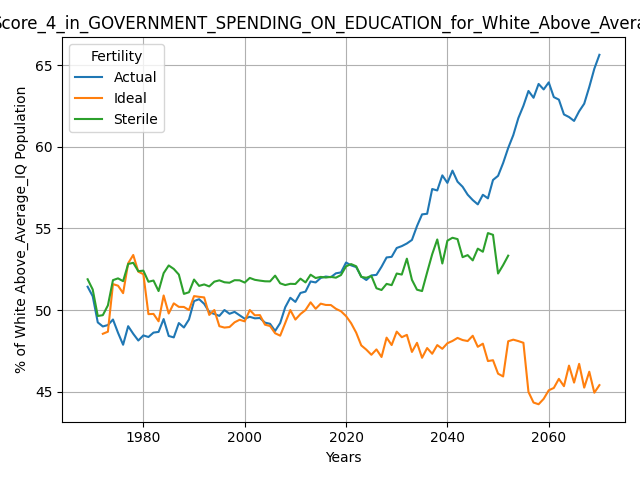 Score_4_in_GOVERNMENT_SPENDING_ON_EDUCATION_for_White_Above_Avera
% of White Above_Average_IQ Population
Fertility
Actual
Ideal
Sterile
65
60
55
50
45
1980
2000
2020
2040
2060
Years